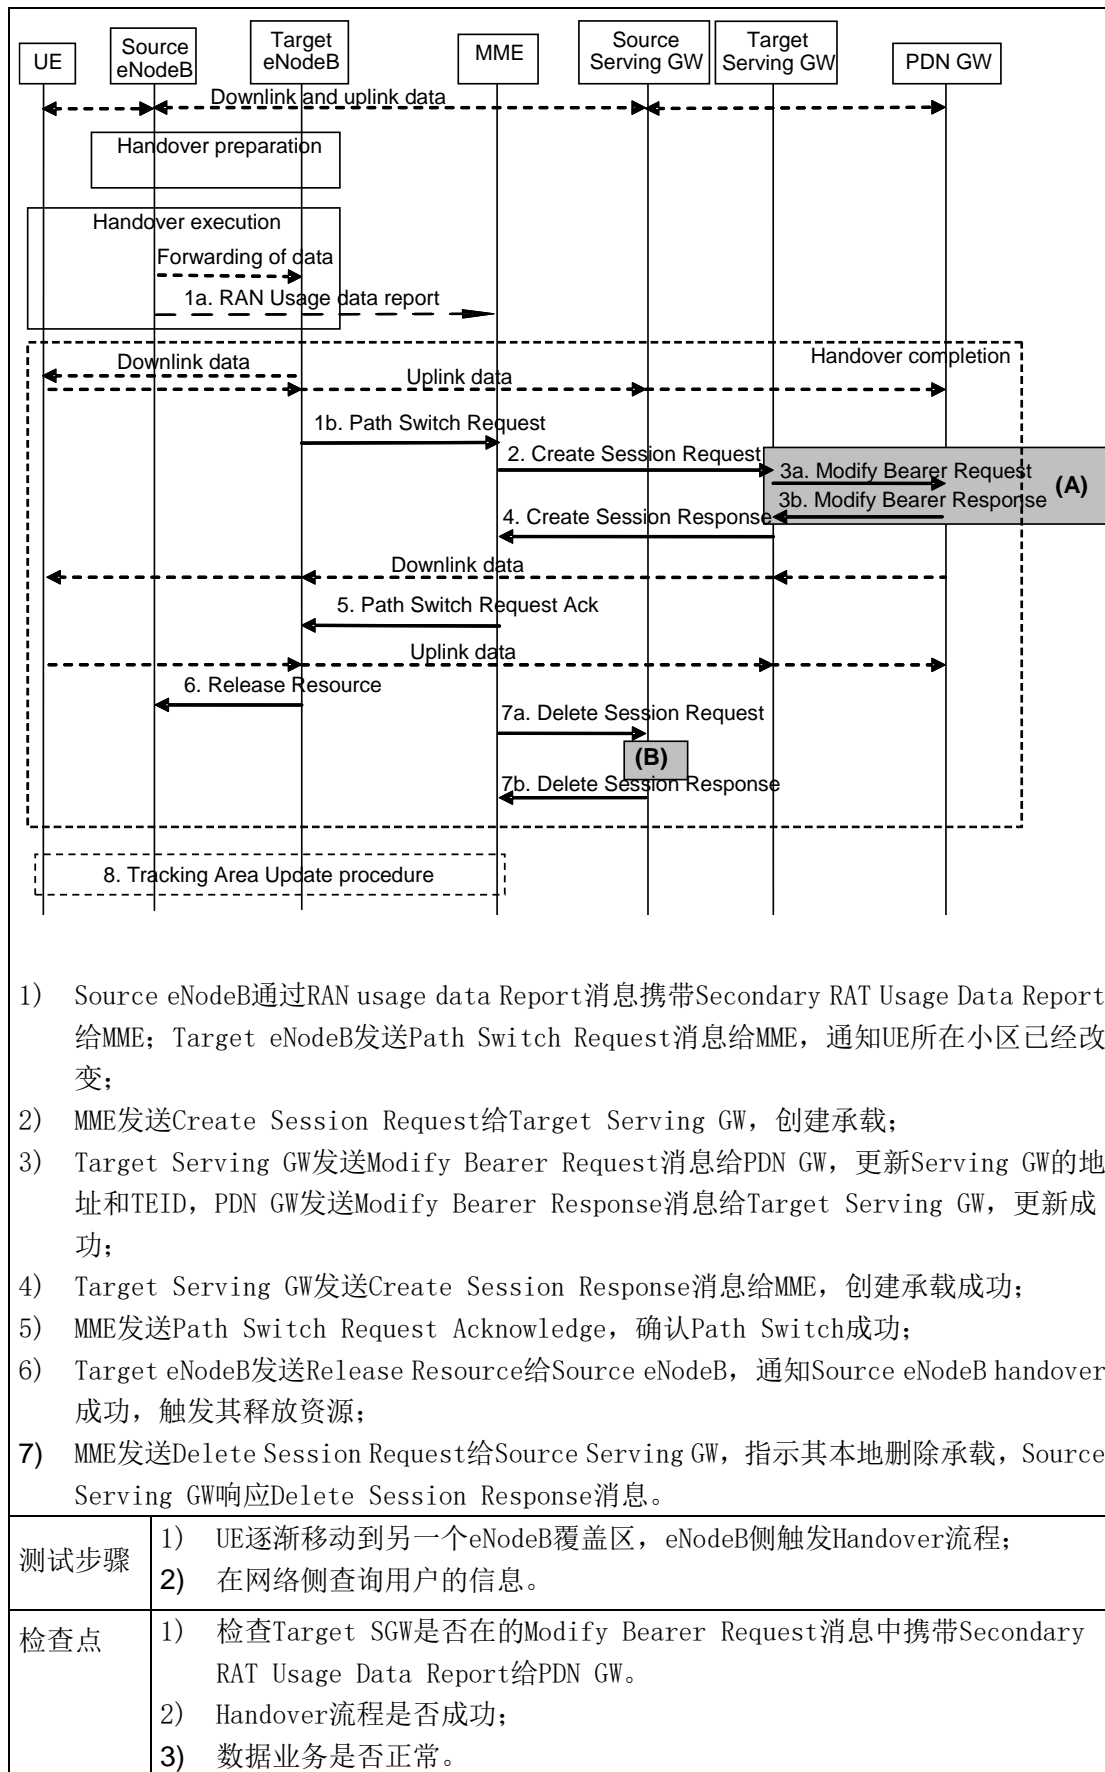 UE
Source
eNodeB
Target
eNodeB
MME
Source
Serving GW
Target
Serving GW
PDN GW
Downlink and uplink data
Handover preparation
Handover execution
Forwarding of data
1a. RAN Usage data report
Handover completion
Downlink data
Uplink data
1b. Path Switch Request
2. Create Session Request
3a. Modify Bearer Request
(A)
3b. Modify Bearer Response
4. Create Session Response
Downlink data
5. Path Switch Request Ack
Uplink data
6. Release Resource
7a. Delete Session Request
(B)
7b. Delete Session Response
8. Tracking Area Update procedure
1) Source eNodeB通过RAN usage data Report消息携带Secondary RAT Usage Data Report
给MME；Target eNodeB发送Path Switch Request消息给MME，通知UE所在小区已经改
变；
2) MME发送Create Session Request给Target Serving GW，创建承载；
3) Target Serving GW发送Modify Bearer Request消息给PDN GW，更新Serving GW的地
址和TEID，PDN GW发送Modify Bearer Response消息给Target Serving GW，更新成
功；
4) Target Serving GW发送Create Session Response消息给MME，创建承载成功；
5) MME发送Path Switch Request Acknowledge，确认Path Switch成功；
6) Target eNodeB发送Release Resource给Source eNodeB，通知Source eNodeB handover
成功，触发其释放资源；
7) MME发送Delete Session Request给Source Serving GW，指示其本地删除承载，Source
Serving GW响应Delete Session Response消息。
测试步骤
1) UE逐渐移动到另一个eNodeB覆盖区，eNodeB侧触发Handover流程；
2) 在网络侧查询用户的信息。
检查点
1) 检查Target SGW是否在的Modify Bearer Request消息中携带Secondary
RAT Usage Data Report给PDN GW。
2) Handover流程是否成功；
3) 数据业务是否正常。